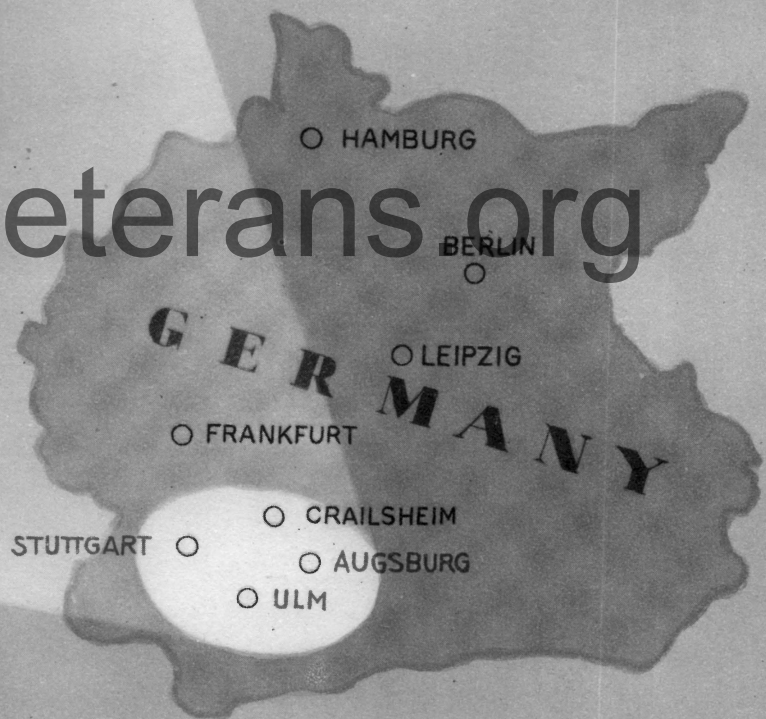 HAMBURG
eterans.org
BERLIN
LEIPZIG
GERMANY
FRANKFURT
CRAILSHEIM
STUTTGART
AUGSBURG
ULM